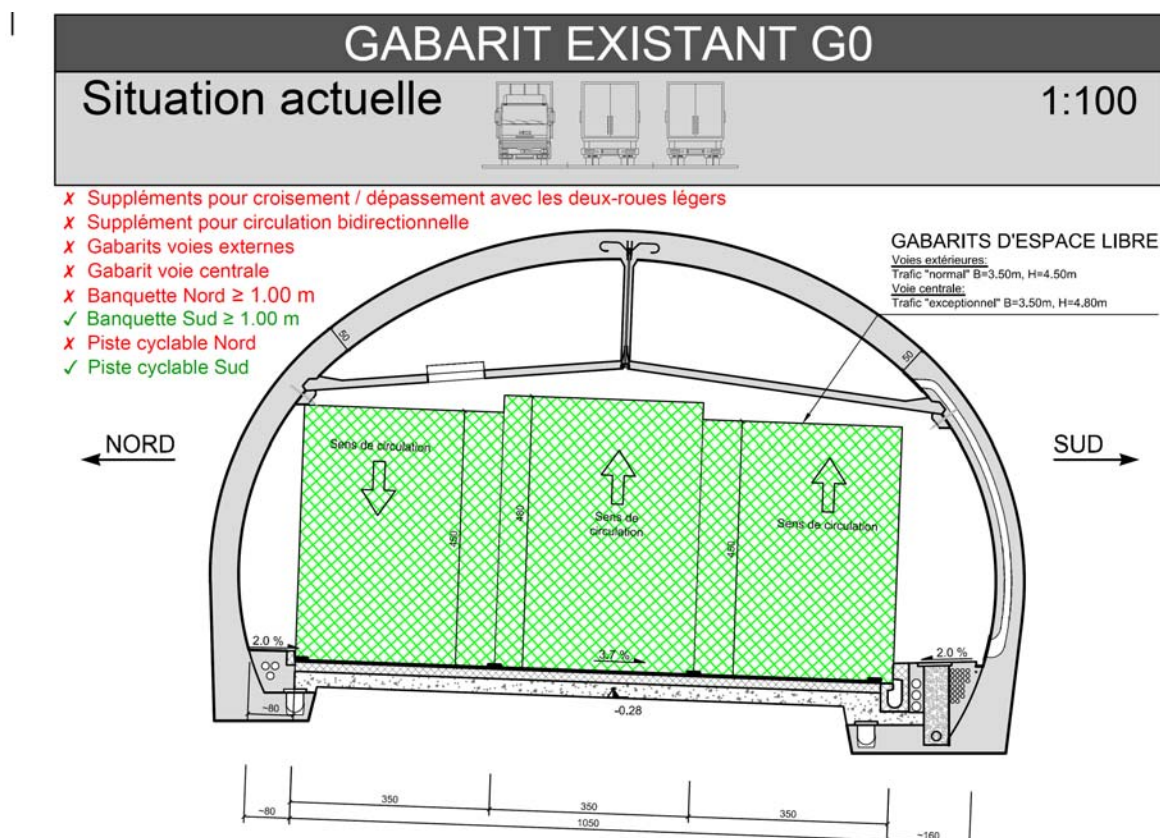 GABARIT EXISTANT G0
Situation actuelle
1:100
✗ Suppléments pour croisement / dépassement avec les deux-roues légers
✗ Supplément pour circulation bidirectionnelle
✗ Gabarits voies externes
✗ Gabarit voie centrale
✗ Banquette Nord ≥ 1.00 m
✓ Banquette Sud ≥ 1.00 m
✗ Piste cyclable Nord
✓ Piste cyclable Sud
GABARITS D'ESPACE LIBRE
Voies extérieures:
Trafic "normal" B=3.50m, H=4.50m
Voie centrale:
Trafic "exceptionnel" B=3.50m, H=4.80m
50
50
NORD
SUD
Sens de circulation
Sens de
circulation
Sens de circulation
480
2.0 %
3.7 %
2.0 %
~80
-0.28
350
350
350
~80
1050
~160